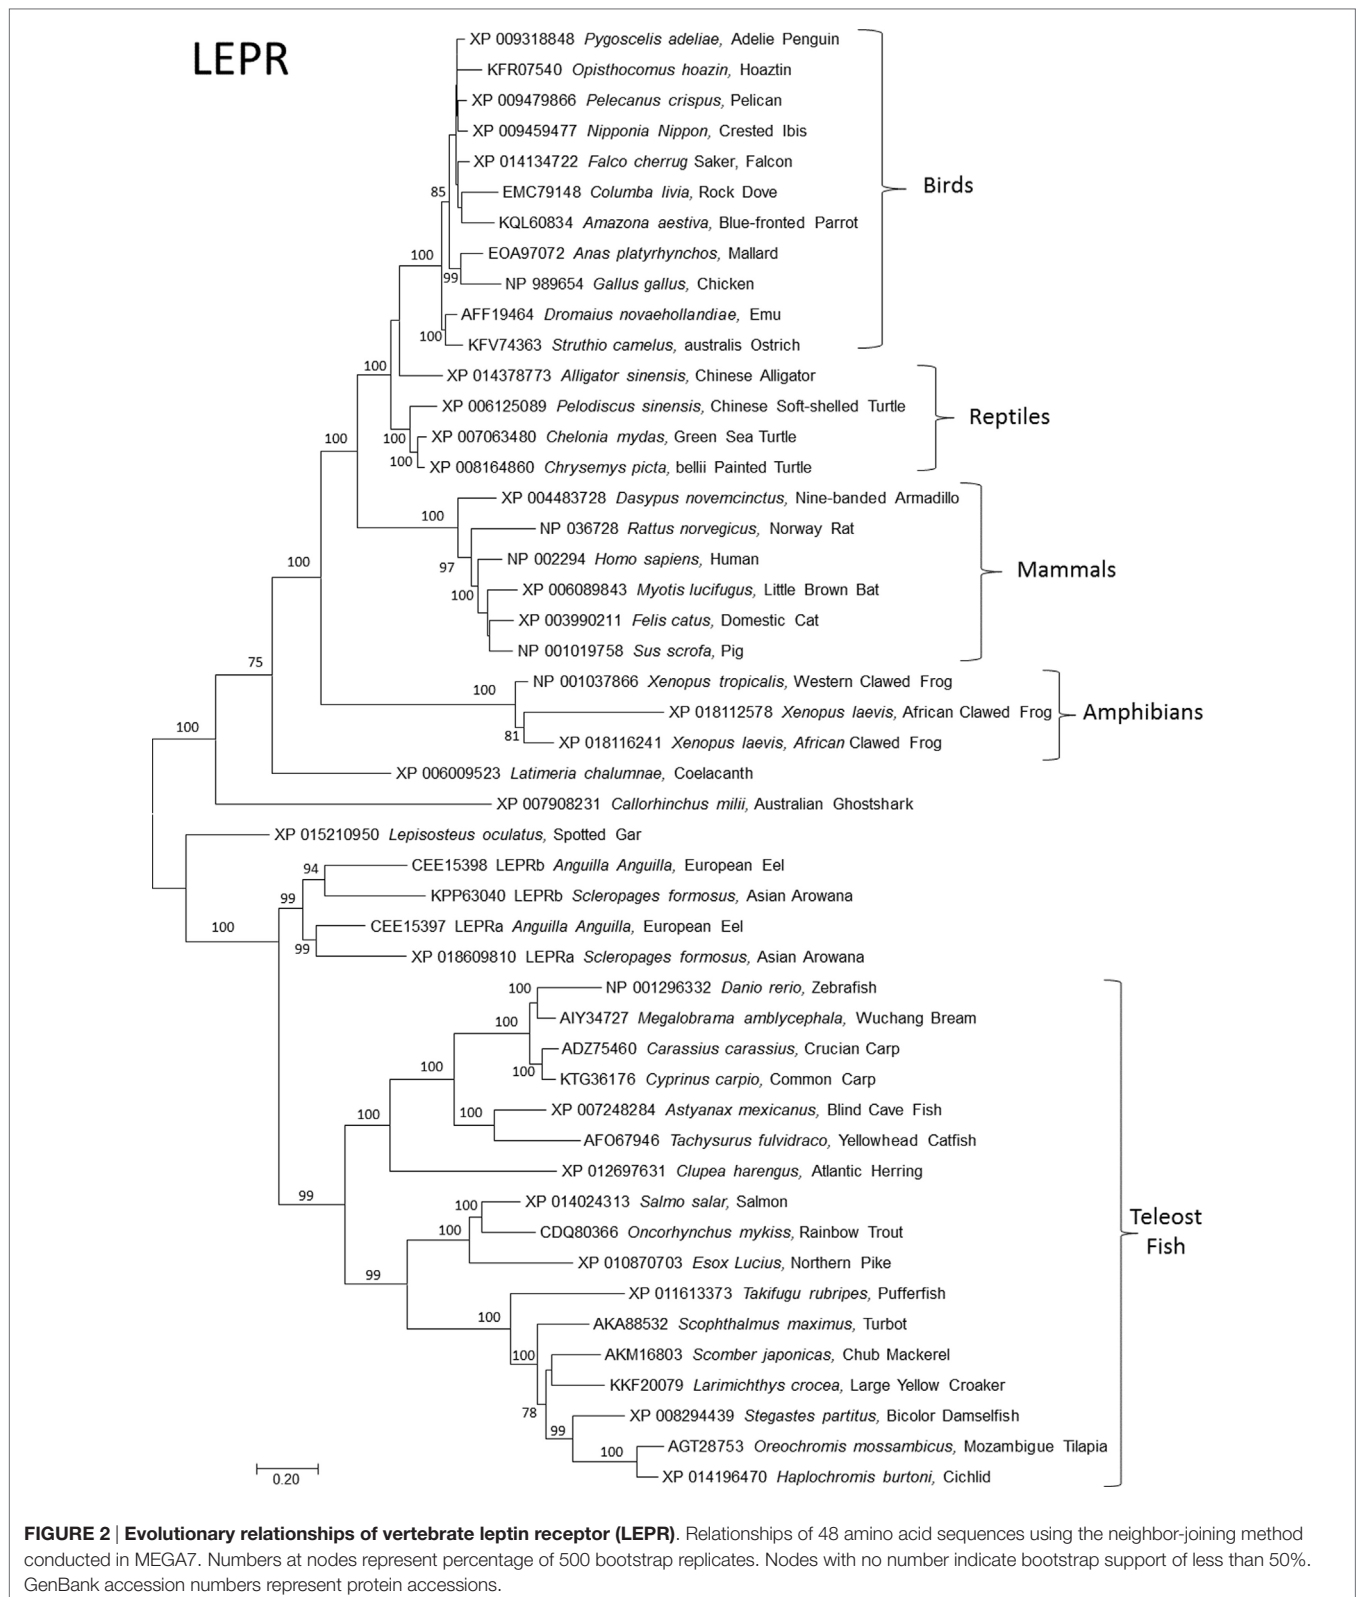 LEPR
XP 009318848 Pygoscelis adeliae, Adelie Penguin
KFR07540 Opisthocomus hoazin, Hoaztin
XP 009479866 Pelecanus crispus, Pelican
XP 009459477 Nipponia Nippon, Crested Ibis
XP 014134722 Falco cherrug Saker, Falcon
85
EMC79148 Columba livia, Rock Dove
Birds
KQL60834 Amazona aestiva, Blue-fronted Parrot
100
EOA97072 Anas platyrhynchos, Mallard
99
NP 989654 Gallus gallus, Chicken
AFF19464 Dromaius novaehollandiae, Emu
100
KFV74363 Struthio camelus, australis Ostrich
100
XP 014378773 Alligator sinensis, Chinese Alligator
XP 006125089 Pelodiscus sinensis, Chinese Soft-shelled Turtle
Reptiles
100
100
XP 007063480 Chelonia mydas, Green Sea Turtle
100
XP 008164860 Chrysemys picta, bellii Painted Turtle
XP 004483728 Dasypus novemcinctus, Nine-banded Armadillo
100
NP 036728 Rattus norvegicus, Norway Rat
100
97
NP 002294 Homo sapiens, Human
Mammals
100
XP 006089843 Myotis lucifugus, Little Brown Bat
XP 003990211 Felis catus, Domestic Cat
NP 001019758 Sus scrofa, Pig
75
100
NP 001037866 Xenopus tropicalis, Western Clawed Frog
XP 018112578 Xenopus laevis, African Clawed Frog
Amphibians
100
81
XP 018116241 Xenopus laevis, African Clawed Frog
XP 006009523 Latimeria chalumnae, Coelacanth
XP 007908231 Callorhinchus milii, Australian Ghostshark
XP 015210950 Lepisosteus oculatus, Spotted Gar
94
CEE15398 LEPRb Anguilla Anguilla, European Eel
99
KPP63040 LEPRb Scleropages formosus, Asian Arowana
100
CEE15397 LEPRa Anguilla Anguilla, European Eel
99
XP 018609810 LEPRa Scleropages formosus, Asian Arowana
100
NP 001296332 Danio rerio, Zebrafish
100
AIY34727 Megalobrama amblycephala, Wuchang Bream
ADZ75460 Carassius carassius, Crucian Carp
100
100
KTG36176 Cyprinus carpio, Common Carp
100
100
XP 007248284 Astyanax mexicanus, Blind Cave Fish
AFO67946 Tachysurus fulvidraco, Yellowhead Catfish
XP 012697631 Clupea harengus, Atlantic Herring
99
100
XP 014024313 Salmo salar, Salmon
100
CDQ80366 Oncorhynchus mykiss, Rainbow Trout
Teleost
Fish
XP 010870703 Esox Lucius, Northern Pike
99
XP 011613373 Takifugu rubripes, Pufferfish
100
AKA88532 Scophthalmus maximus, Turbot
100
AKM16803 Scomber japonicas, Chub Mackerel
KKF20079 Larimichthys crocea, Large Yellow Croaker
78
XP 008294439 Stegastes partitus, Bicolor Damselfish
99
100
AGT28753 Oreochromis mossambicus, Mozambigue Tilapia
XP 014196470 Haplochromis burtoni, Cichlid
0.20
FIGURE 2 | Evolutionary relationships of vertebrate leptin receptor (LEPR). Relationships of 48 amino acid sequences using the neighbor-joining method
conducted in MEGA7. Numbers at nodes represent percentage of 500 bootstrap replicates. Nodes with no number indicate bootstrap support of less than 50%.
GenBank accession numbers represent protein accessions.